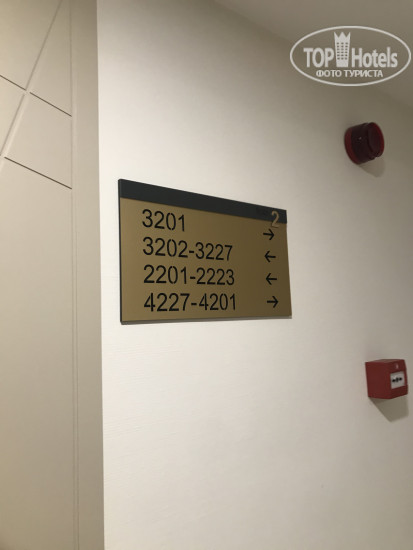 TOP Hotels
ФОТО ТУРИСТА
2
3201 →
3202-3227 ←
2201-2223 ←
4227-4201 →